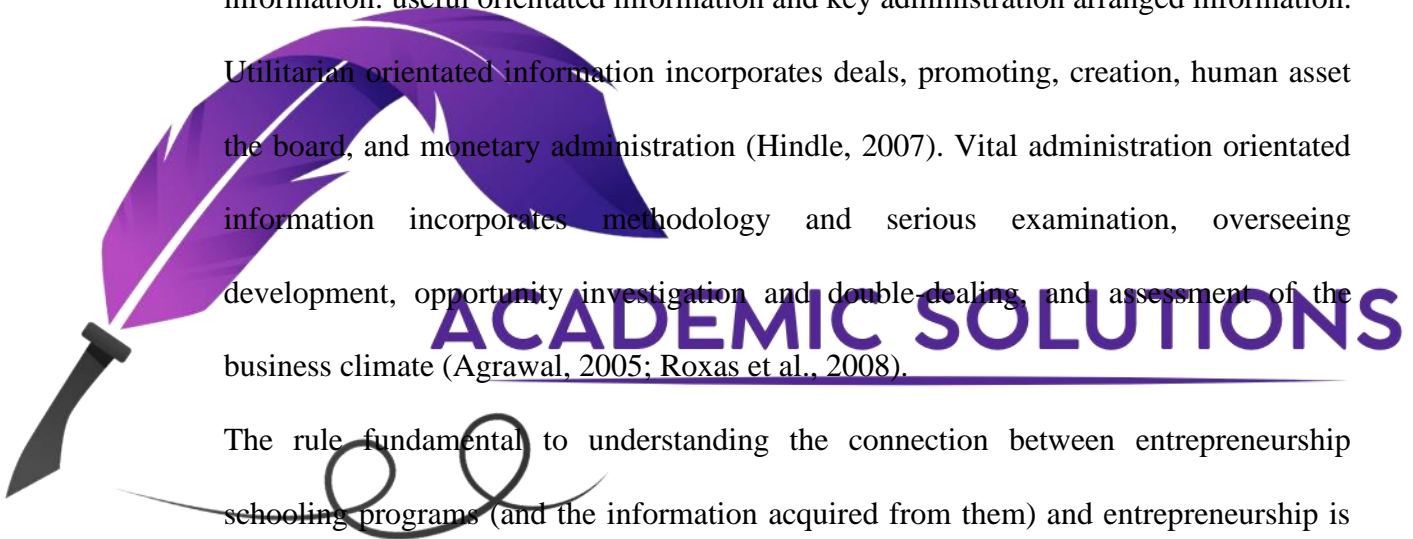 information: useful orientated information and key administration arranged information.
Utilitarian orientated information incorporates deals, promoting, creation, human asset
the board, and monetary administration (Hindle, 2007). Vital administration orientated
information incorporates methodology and serious examination, overseeing
development, opportunity investigation and double-dealing, and assessment of the
ACADEMIC SOLUTIONS
business climate (Agrawal, 2005; Roxas et al., 2008).
The rule fundamental to understanding the connection between entrepreneurship
schooling programs (and the information acquired from them) and entrepreneurship is